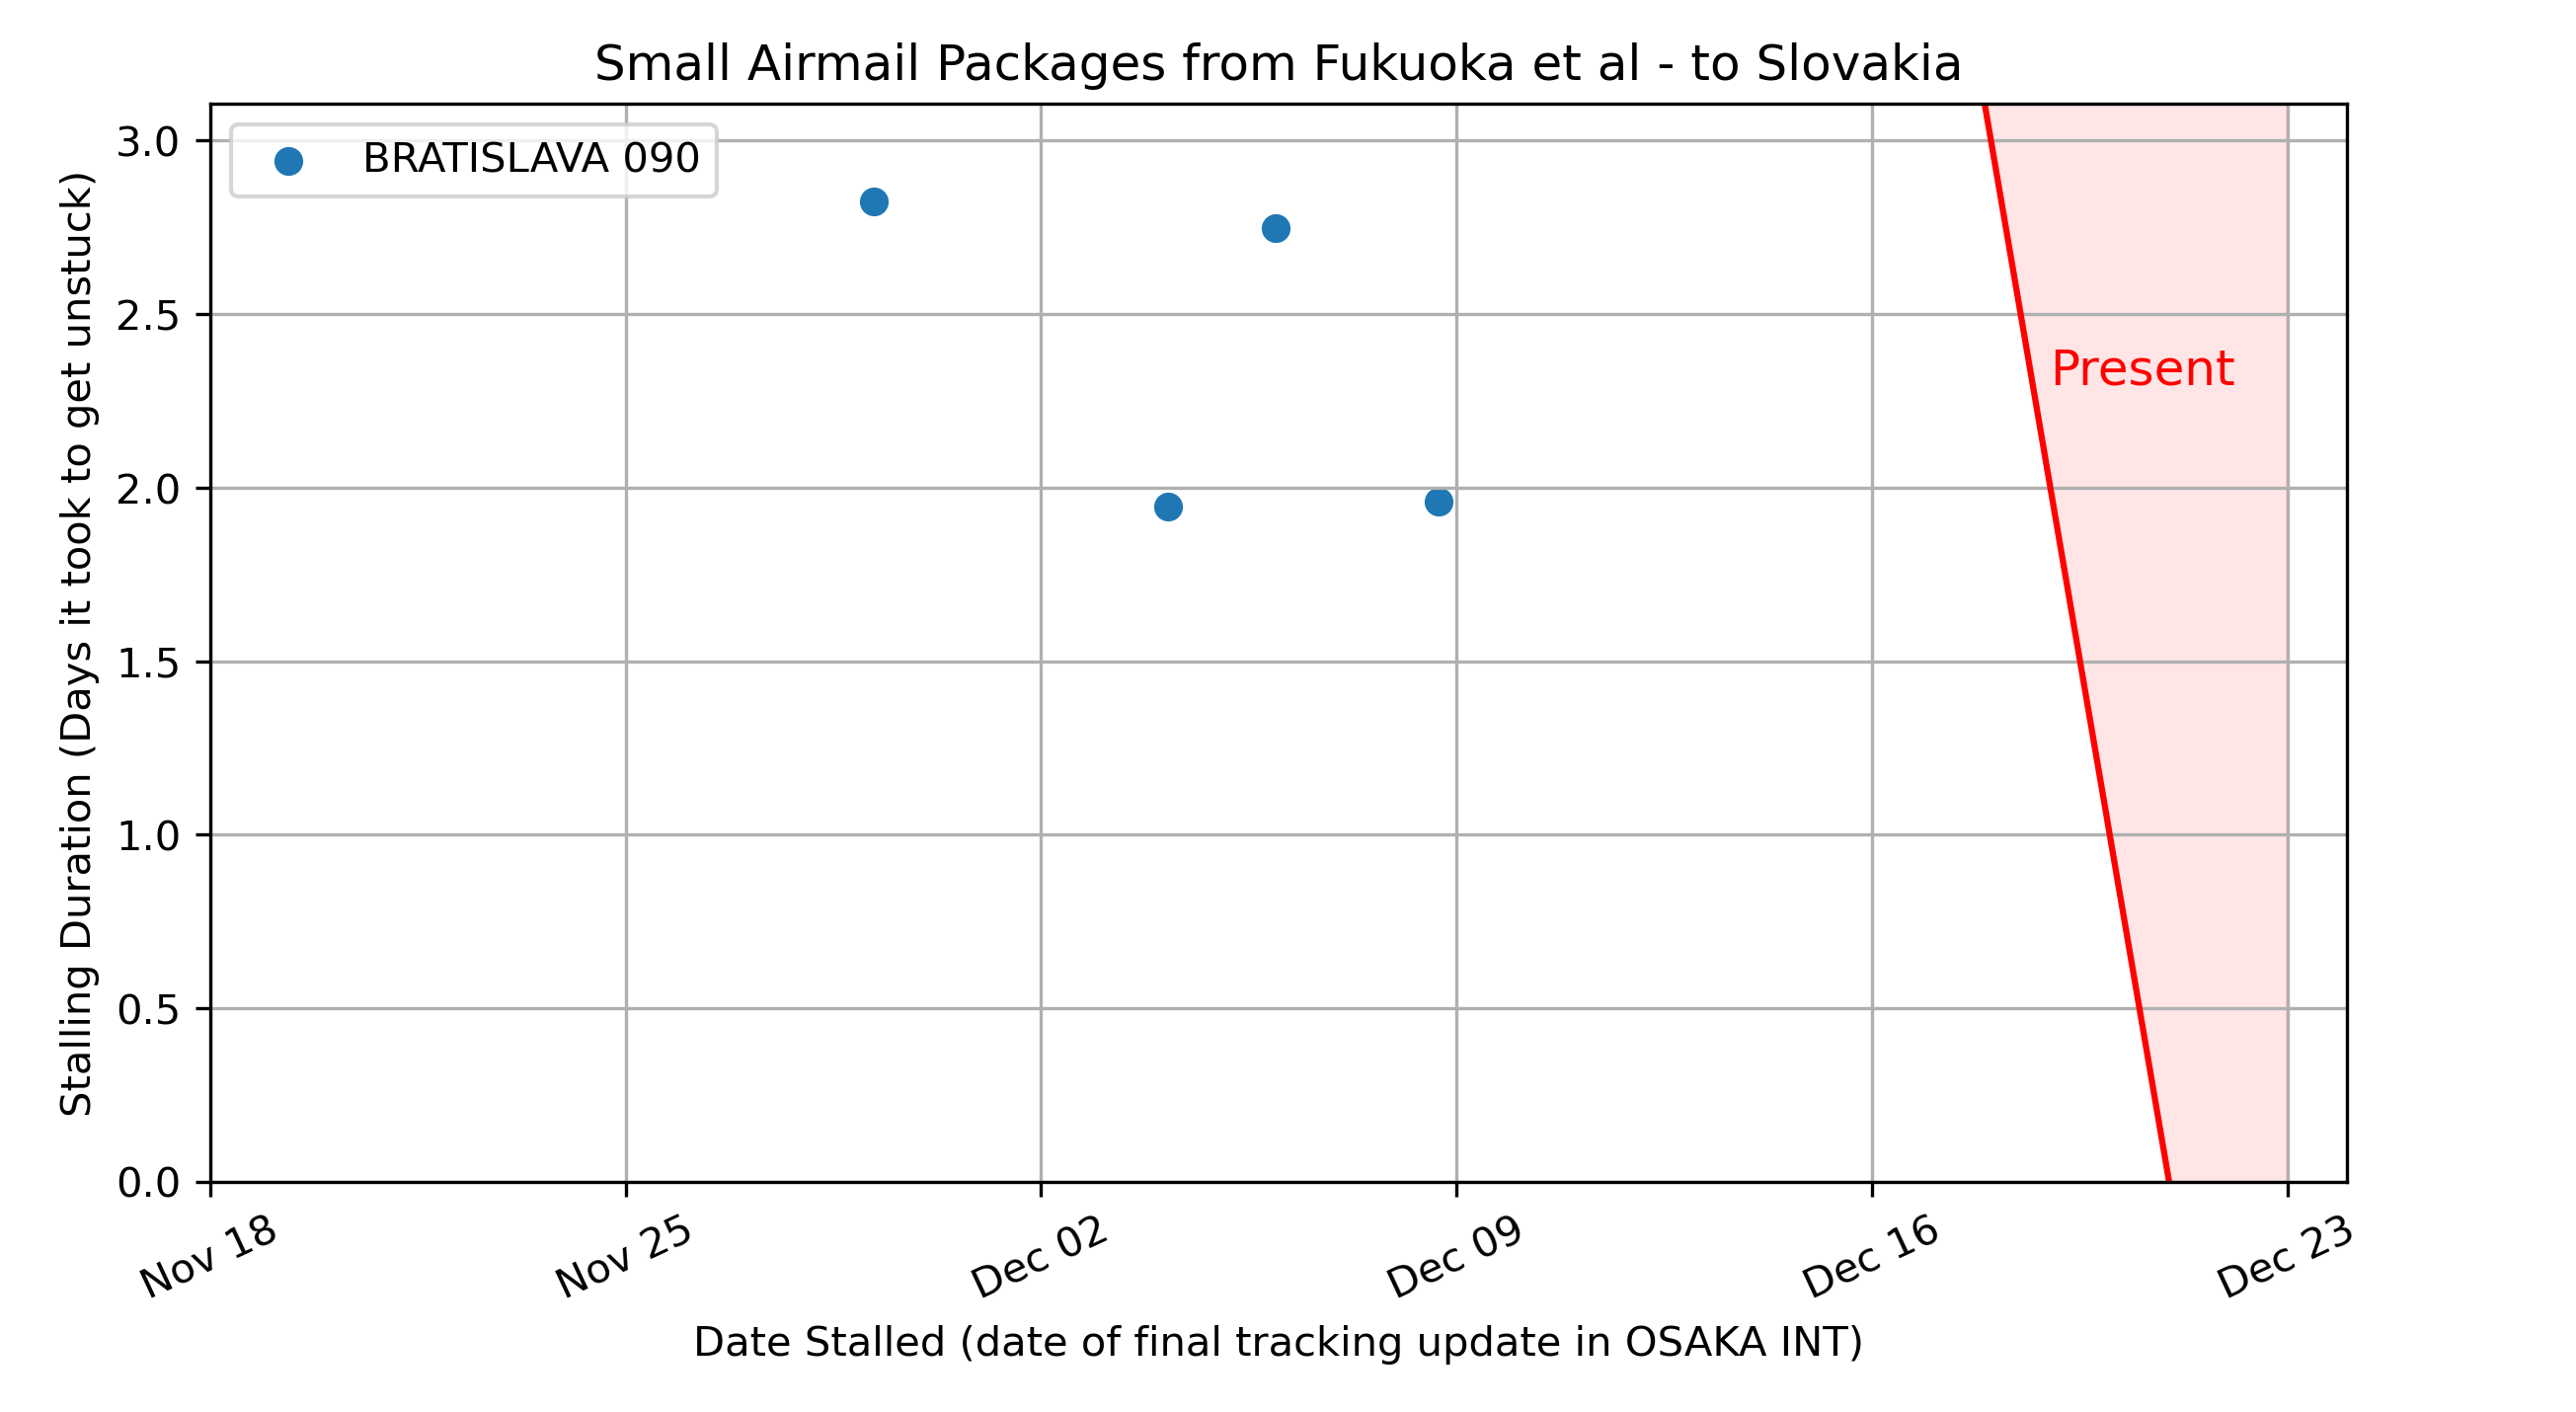 Small Airmail Packages from Fukuoka et al - to Slovakia
BRATISLAVA 090
Present
Stalling Duration (Days it took to get unstuck)
3.0
2.5
2.0
1.5
1.0
0.5
0.0
Nov 18
Nov 25
Dec 02
Dec 09
Dec 16
Dec 23
Date Stalled (date of final tracking update in OSAKA INT)